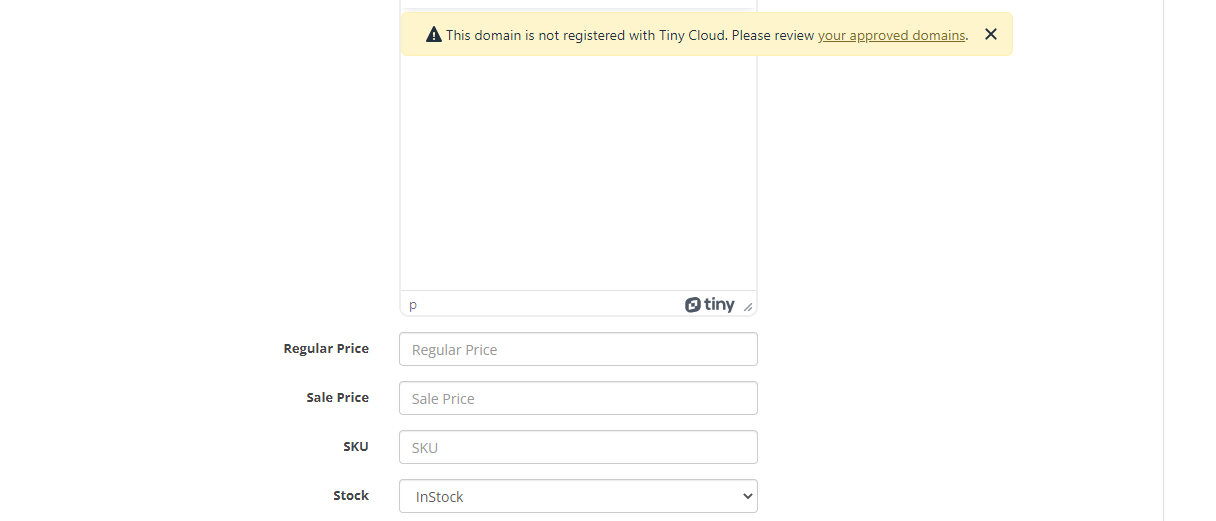 This domain is not registered with Tiny Cloud. Please review your approved domains.
p
tiny
Regular Price
Regular Price
Sale Price
Sale Price
SKU
SKU
Stock
InStock